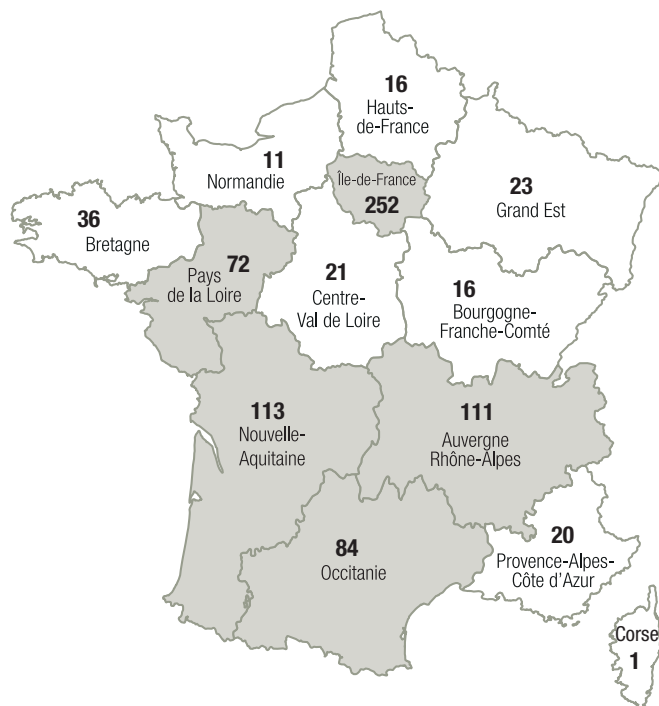 16
Hauts-
de-France
11
Normandie
Île-de-France
252
23
Grand Est
36
Bretagne
72
Pays
de la Loire
21
Centre-
Val de Loire
16
Bourgogne-
Franche-Comté
113
Nouvelle-
Aquitaine
111
Auvergne
Rhône-Alpes
84
Occitanie
20
Provence-Alpes-
Côte d’Azur
Corse
1